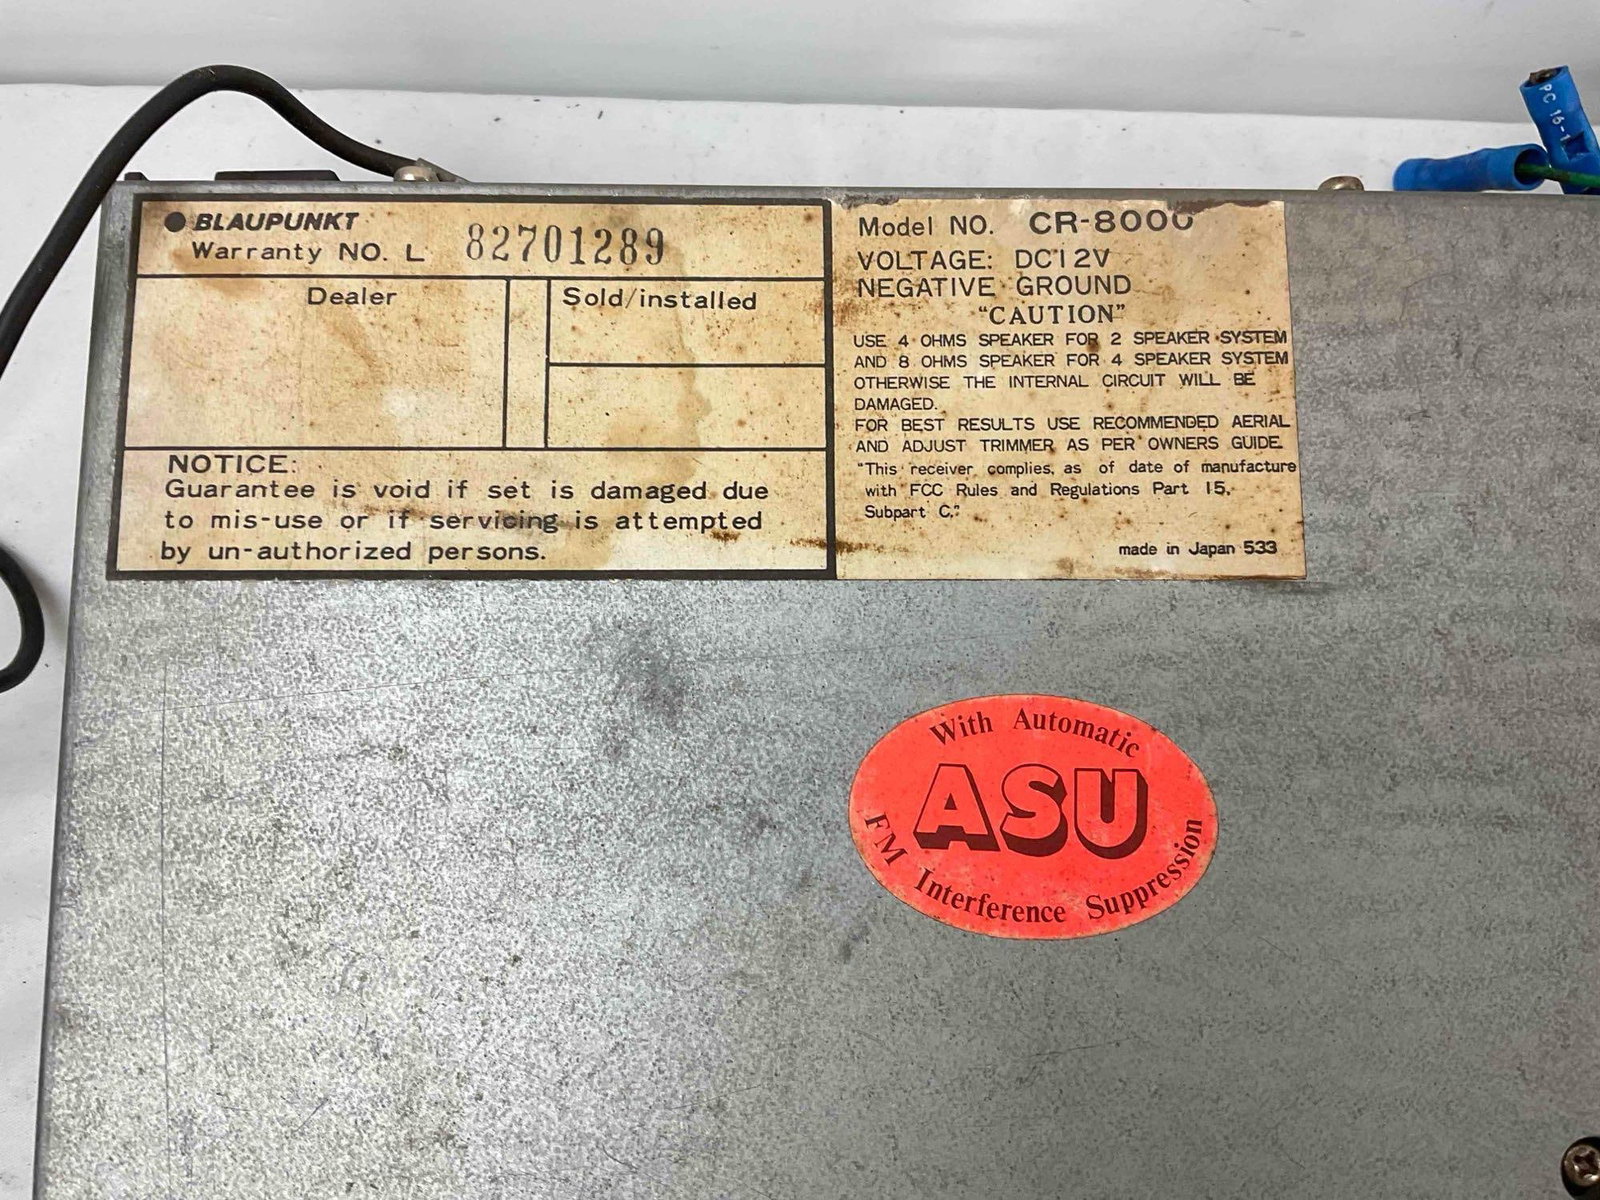 BLAUPUNKT
Warranty NO. L 82701289
Dealer
Sold/installed
NOTICE:
Guarantee is void if set is damaged due
to mis-use or if servicing is attempted
by un-authorized persons.
Model NO. CR-8000
VOLTAGE: DC12V
NEGATIVE GROUND
"CAUTION"
USE 4 OHMS SPEAKER FOR 2 SPEAKER SYSTEM
AND 8 OHMS SPEAKER FOR 4 SPEAKER SYSTEM
OTHERWISE THE INTERNAL CIRCUIT WILL BE
DAMAGED.
FOR BEST RESULTS USE RECOMMENDED AERIAL
AND ADJUST TRIMMER AS PER OWNERS GUIDE
"This receiver complies, as of date of manufacture
with FCC Rules and Regulations Part 15,
Subpart C."
made in Japan 533
With Automatic
ASU
FM Interference Suppression
PC 16-1